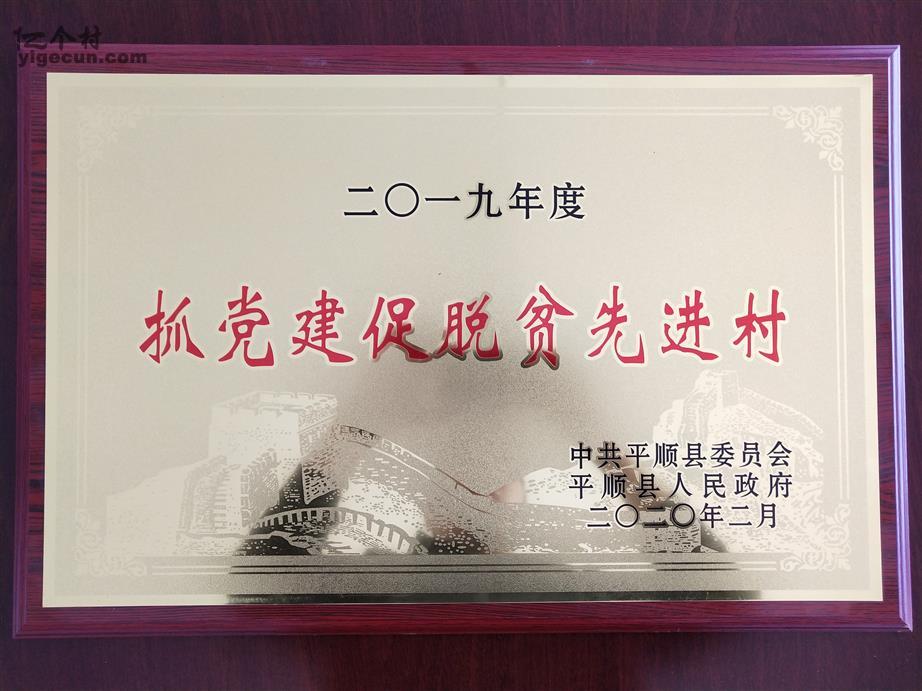 亿个村
yigecun.com
二〇一九年度
抓党建促脱贫先进村
中共平顺县委员会
平顺县人民政府
二〇二〇年二月